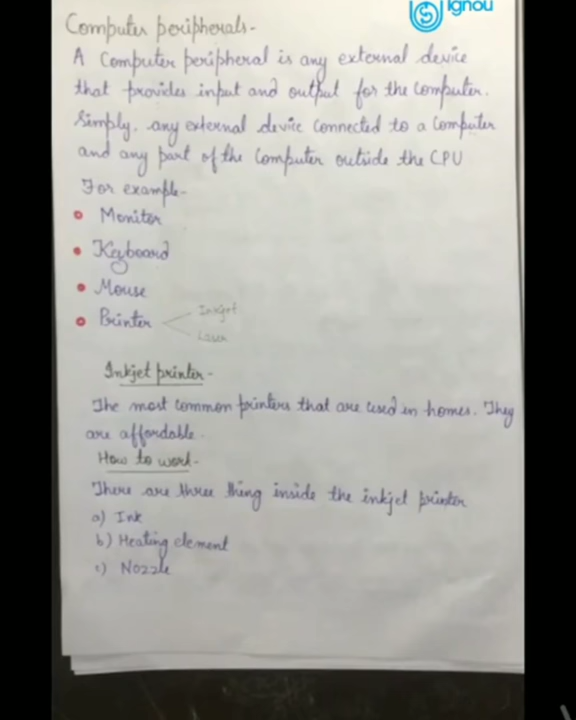 ignou
Computer peripherals-
A Computer peripheral is any external device
that provides input and output for the Computer.
Simply, any external device connected to a Computer
and any part of the Computer outside the CPU
For example-
Moniter
Keyboard
Mouse
Printer
Inkjet
Laser
Inkjet printer-
The most common printers that are used in homes. They
are affordable.
How to work-
There are three thing inside the inkjet printer
a) Ink
b) Heating element
c) Nozzle